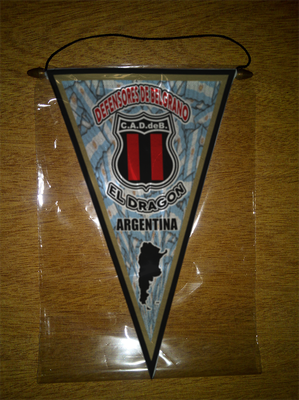 DEFENSORES DE BELGRANO
C.A.D.deB.
EL DRAGON
ARGENTINA